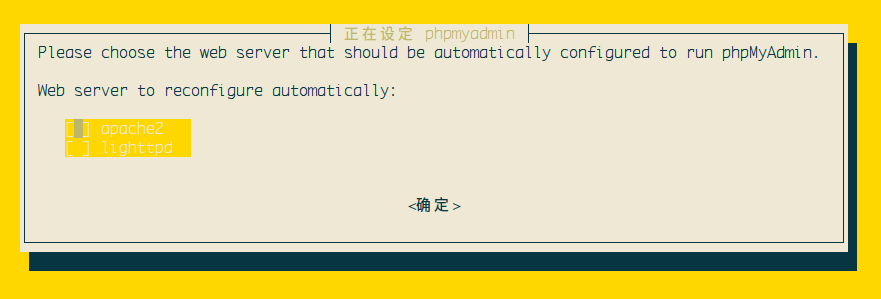 正在设定 phpmyadmin
Please choose the web server that should be automatically configured to run phpMyAdmin.
Web server to reconfigure automatically:
[ ] apache2
[ ] lighttpd
<确定>